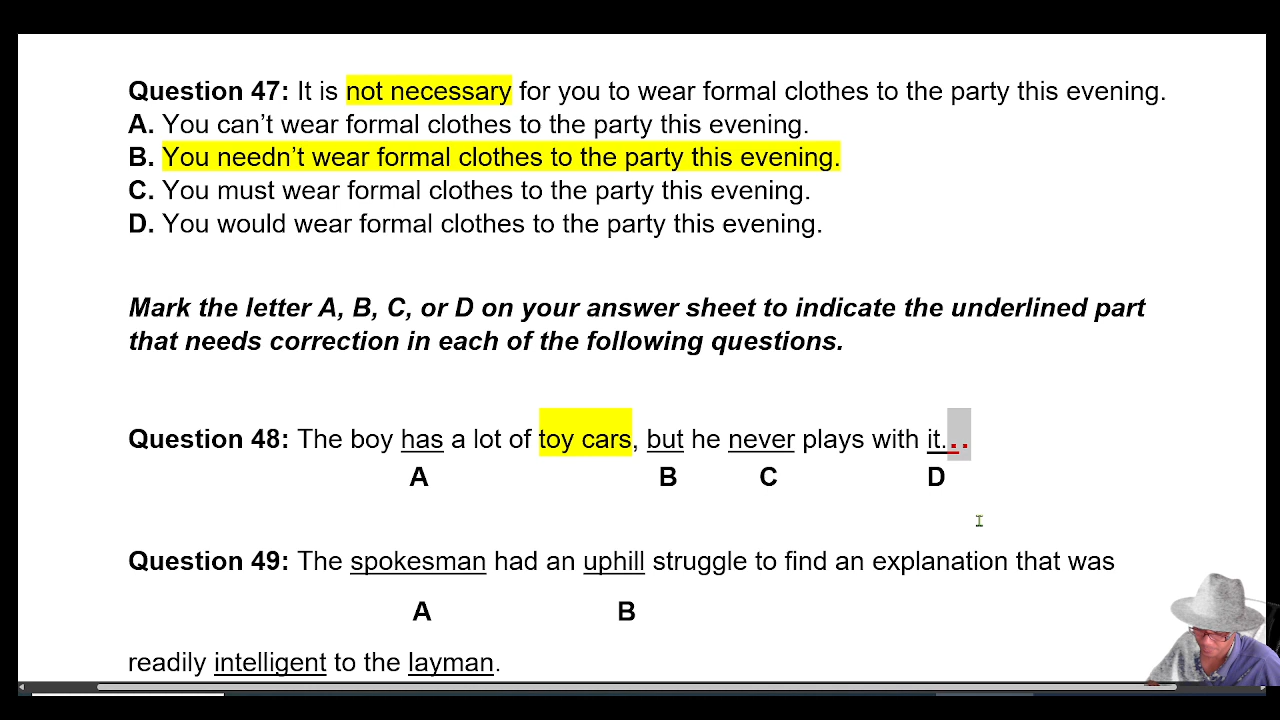 Question 47: It is not necessary for you to wear formal clothes to the party this evening.
A. You can’t wear formal clothes to the party this evening.
B. You needn’t wear formal clothes to the party this evening.
C. You must wear formal clothes to the party this evening.
D. You would wear formal clothes to the party this evening.
Mark the letter A, B, C, or D on your answer sheet to indicate the underlined part
that needs correction in each of the following questions.
Question 48: The boy has a lot of toy cars, but he never plays with it...
A B C D
Question 49: The spokesman had an uphill struggle to find an explanation that was
A B
readily intelligent to the layman.